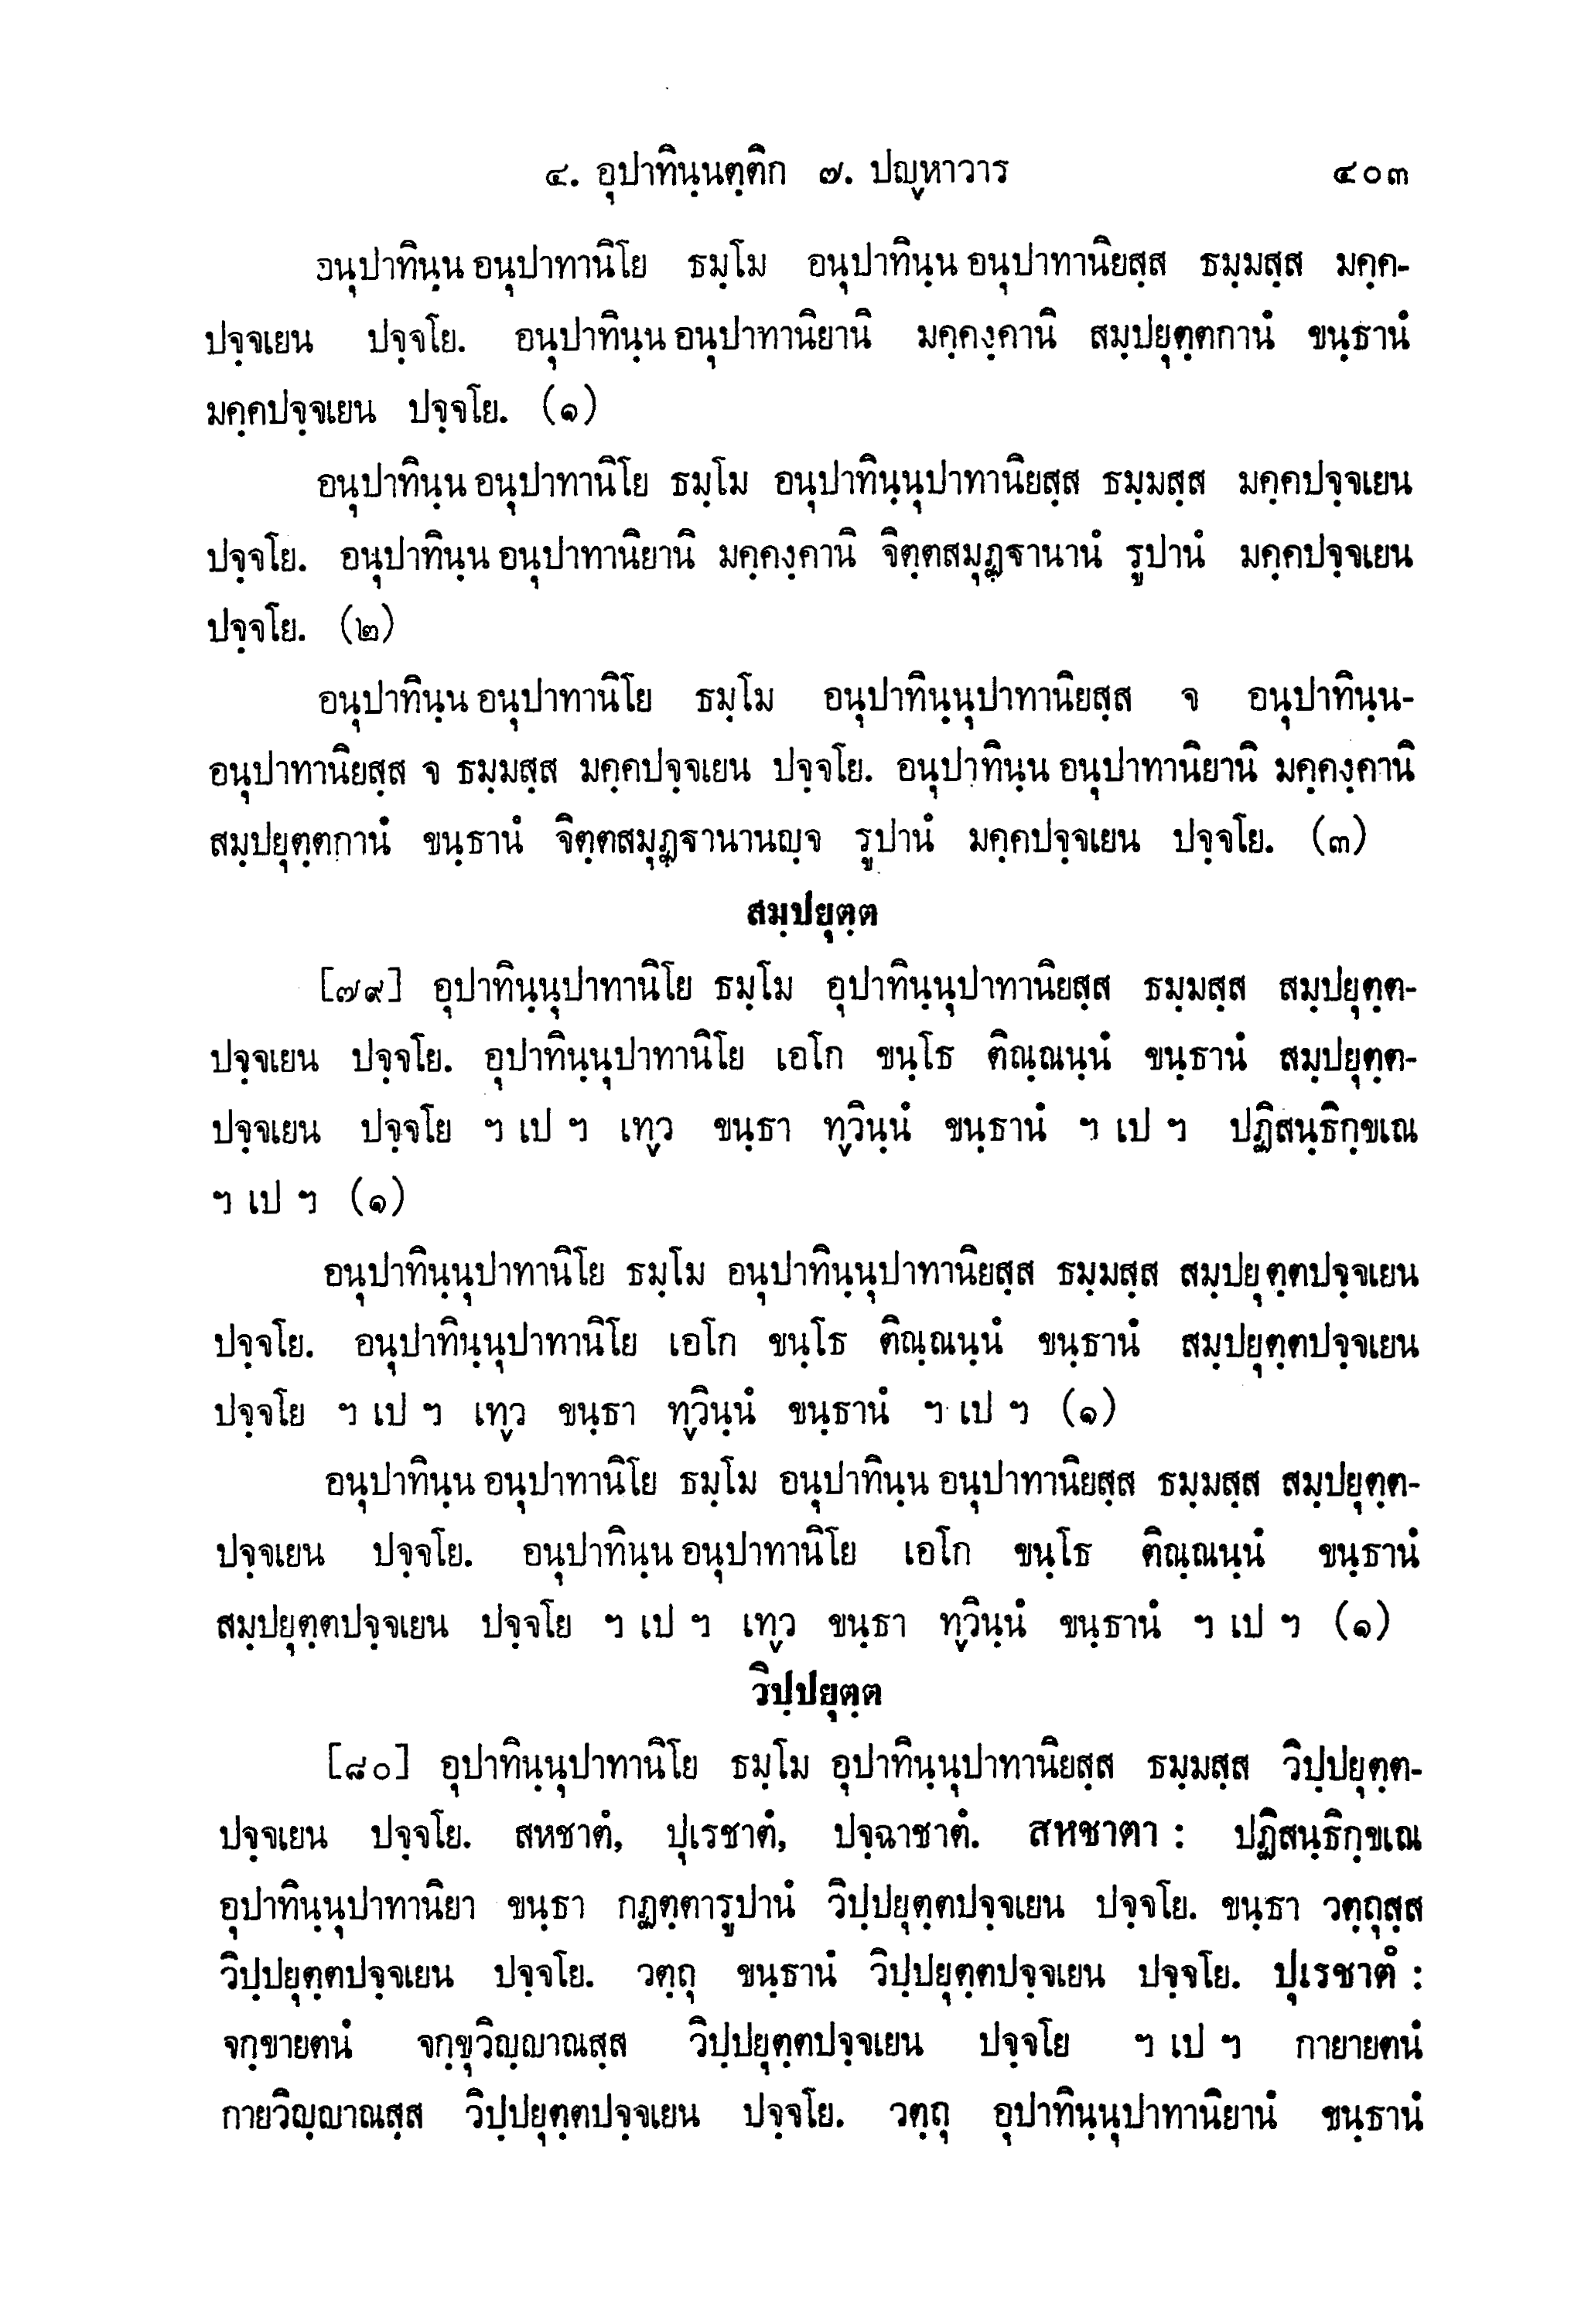 ๔. อุปาทินฺนตฺติก ๗. ปญฺหาวาร ๔๐๓
อนุปาทินฺน อนุปาทานิโย ธมฺโม อนุปาทินฺน อนุปาทานิยสฺส ธมฺมสฺส มคฺค-
ปจฺจเยน ปจฺจโย. อนุปาทินฺน อนุปาทานิยานิ มคฺคงฺคานิ สมฺปยุตฺตกานํ ขนฺธานํ
มคฺคปจฺจเยน ปจฺจโย. (๑)
อนุปาทินฺน อนุปาทานิโย ธมฺโม อนุปาทินฺนุปาทานิยสฺส ธมฺมสฺส มคฺคปจฺจเยน
ปจฺจโย. อนุปาทินฺน อนุปาทานิยานิ มคฺคงฺคานิ จิตฺตสมุฏฺฐานานํ รูปานํ มคฺคปจฺจเยน
ปจฺจโย. (๒)
อนุปาทินฺน อนุปาทานิโย ธมฺโม อนุปาทินฺนุปาทานิยสฺส จ อนุปาทินฺน-
อนุปาทานิยสฺส จ ธมฺมสฺส มคฺคปจฺจเยน ปจฺจโย. อนุปาทินฺน อนุปาทานิยานิ มคฺคงฺคานิ
สมฺปยุตฺตกานํ ขนฺธานํ จิตฺตสมุฏฺฐานานญฺจ รูปานํ มคฺคปจฺจเยน ปจฺจโย. (๓)
สมฺปยุตฺต
[๗๙] อุปาทินฺนุปาทานิโย ธมฺโม อุปาทินฺนุปาทานิยสฺส ธมฺมสฺส สมฺปยุตฺต-
ปจฺจเยน ปจฺจโย. อุปาทินฺนุปาทานิโย เอโก ขนฺโธ ติณฺณนฺนํ ขนฺธานํ สมฺปยุตฺต-
ปจฺจเยน ปจฺจโย ฯ เป ฯ เทฺว ขนฺธา ทฺวินฺนํ ขนฺธานํ ฯ เป ฯ ปฏิสนฺธิกฺขเณ
ฯ เป ฯ (๑)
อนุปาทินฺนุปาทานิโย ธมฺโม อนุปาทินฺนุปาทานิยสฺส ธมฺมสฺส สมฺปยุตฺตปจฺจเยน
ปจฺจโย. อนุปาทินฺนุปาทานิโย เอโก ขนฺโธ ติณฺณนฺนํ ขนฺธานํ สมฺปยุตฺตปจฺจเยน
ปจฺจโย ฯ เป ฯ เทฺว ขนฺธา ทฺวินฺนํ ขนฺธานํ ฯ เป ฯ (๑)
อนุปาทินฺน อนุปาทานิโย ธมฺโม อนุปาทินฺน อนุปาทานิยสฺส ธมฺมสฺส สมฺปยุตฺต-
ปจฺจเยน ปจฺจโย. อนุปาทินฺน อนุปาทานิโย เอโก ขนฺโธ ติณฺณนฺนํ ขนฺธานํ
สมฺปยุตฺตปจฺจเยน ปจฺจโย ฯ เป ฯ เทฺว ขนฺธา ทฺวินฺนํ ขนฺธานํ ฯ เป ฯ (๑)
วิปฺปยุตฺต
[๘๐] อุปาทินฺนุปาทานิโย ธมฺโม อุปาทินฺนุปาทานิยสฺส ธมฺมสฺส วิปฺปยุตฺต-
ปจฺจเยน ปจฺจโย. สหชาตํ, ปุเรชาตํ, ปจฺฉาชาตํ. สหชาตา : ปฏิสนฺธิกฺขเณ
อุปาทินฺนุปาทานิยา ขนฺธา กฏตฺตารูปานํ วิปฺปยุตฺตปจฺจเยน ปจฺจโย. ขนฺธา วตฺถุสฺส
วิปฺปยุตฺตปจฺจเยน ปจฺจโย. วตฺถุ ขนฺธานํ วิปฺปยุตฺตปจฺจเยน ปจฺจโย. ปุเรชาตํ :
จกฺขายตนํ จกฺขุวิญฺญาณสฺส วิปฺปยุตฺตปจฺจเยน ปจฺจโย ฯ เป ฯ กายายตนํ
กายวิญฺญาณสฺส วิปฺปยุตฺตปจฺจเยน ปจฺจโย. วตฺถุ อุปาทินฺนุปาทานิยานํ ขนฺธานํ